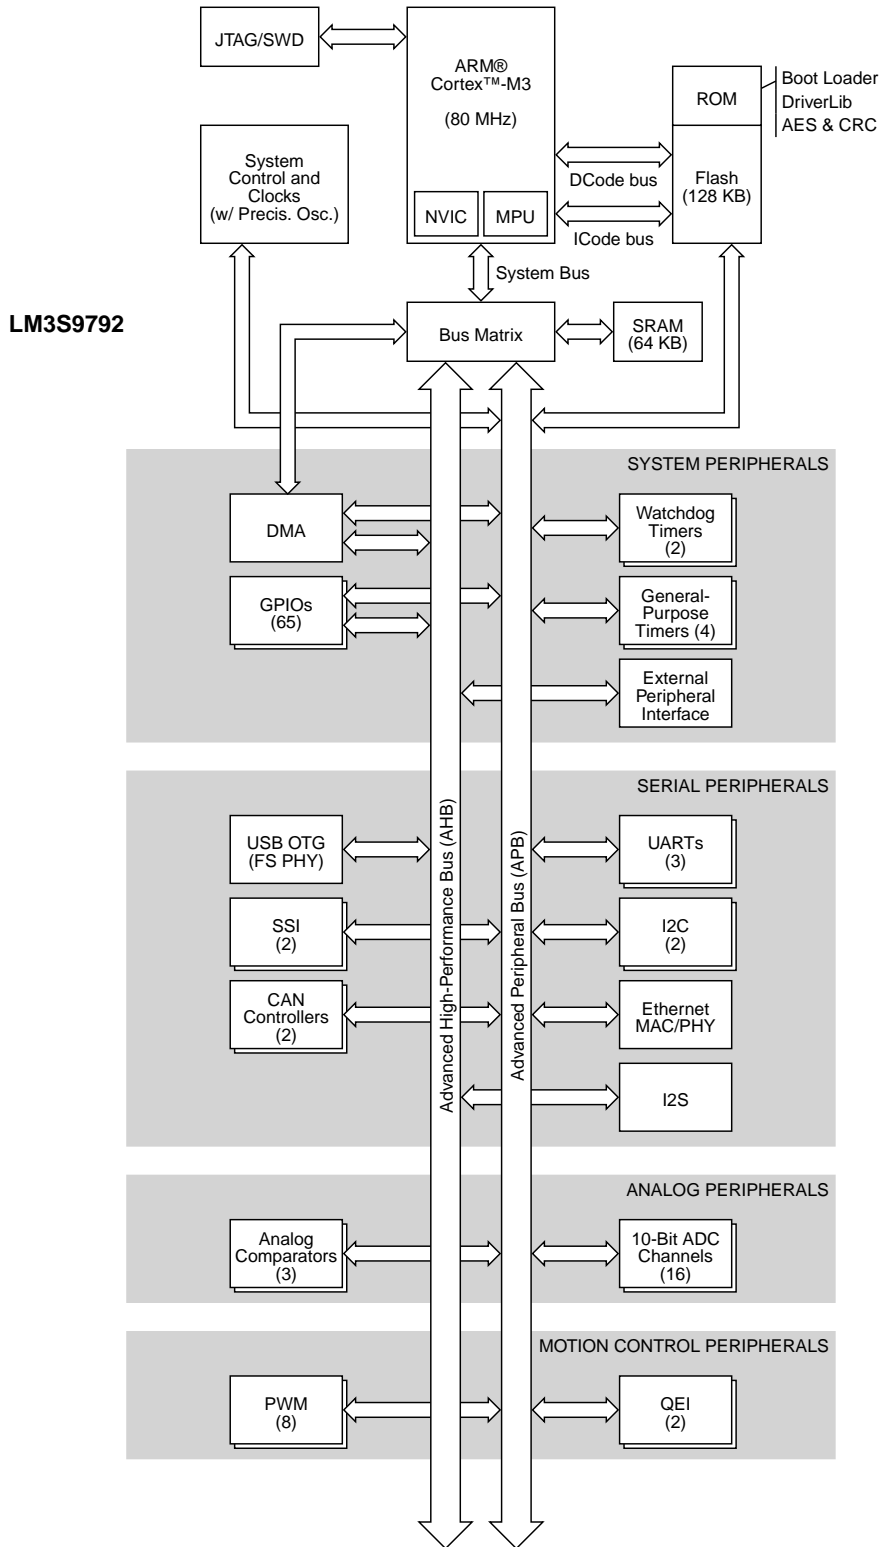 JTAG/SWD
ARM®
Cortex™-M3
(80 MHz)
NVIC
MPU
ROM
Boot Loader
DriverLib
AES & CRC
Flash
(128 KB)
DCode bus
ICode bus
System
Control and
Clocks
(w/ Precis. Osc.)
System Bus
LM3S9792
Bus Matrix
SRAM
(64 KB)
SYSTEM PERIPHERALS
DMA
Watchdog
Timers
(2)
GPIOs
(65)
General-
Purpose
Timers (4)
External
Peripheral
Interface
Advanced High-Performance Bus (AHB)
Advanced Peripheral Bus (APB)
SERIAL PERIPHERALS
USB OTG
(FS PHY)
UARTs
(3)
SSI
(2)
I2C
(2)
CAN
Controllers
(2)
Ethernet
MAC/PHY
I2S
ANALOG PERIPHERALS
Analog
Comparators
(3)
10-Bit ADC
Channels
(16)
MOTION CONTROL PERIPHERALS
PWM
(8)
QEI
(2)